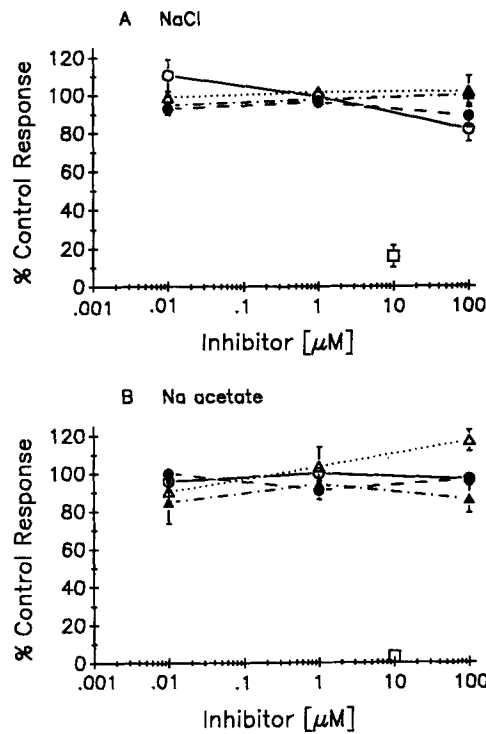 A NaCl
% Control Response
120
100
80
60
40
20
0
.001 .01 .1 1 10 100
Inhibitor [μM]
B Na acetate
% Control Response
120
100
80
60
40
20
0
.001 .01 .1 1 10 100
Inhibitor [μM]